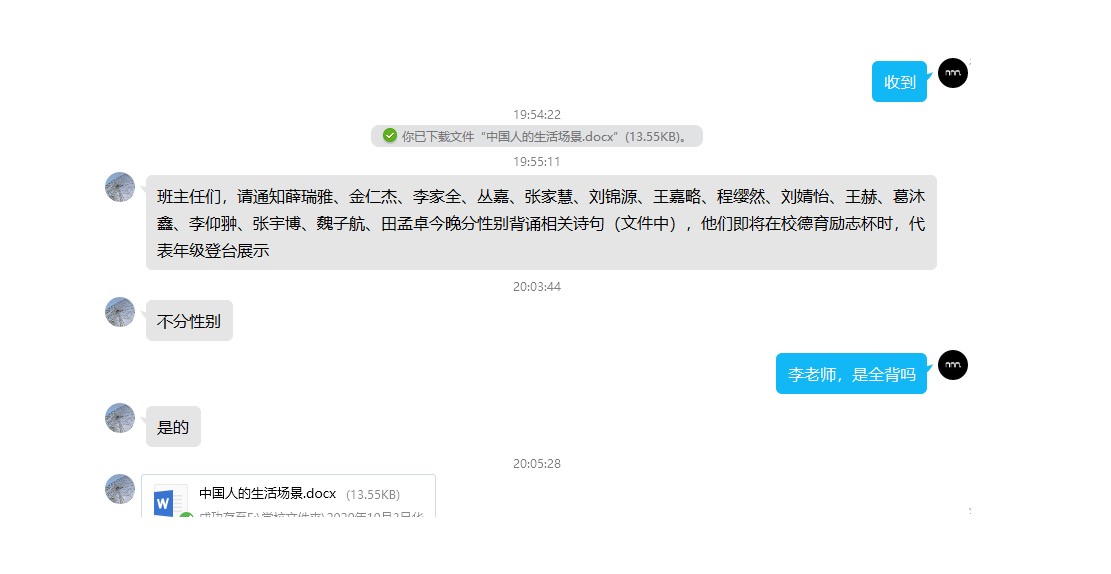 收到
19:54:22
你已下载文件“中国人的生活场景.docx”(13.55KB)。
19:55:11
班主任们，请通知薛瑞雅、金仁杰、李家全、丛嘉、张家慧、刘锦源、王嘉略、程缨然、刘婧怡、王赫、葛沐
鑫、李仰翀、张宇博、魏子航、田孟卓今晚分性别背诵相关诗句（文件中），他们即将在校德育励志杯时，代
表年级登台展示
20:03:44
不分性别
李老师，是全背吗
是的
20:05:28
中国人的生活场景.docx (13.55KB)